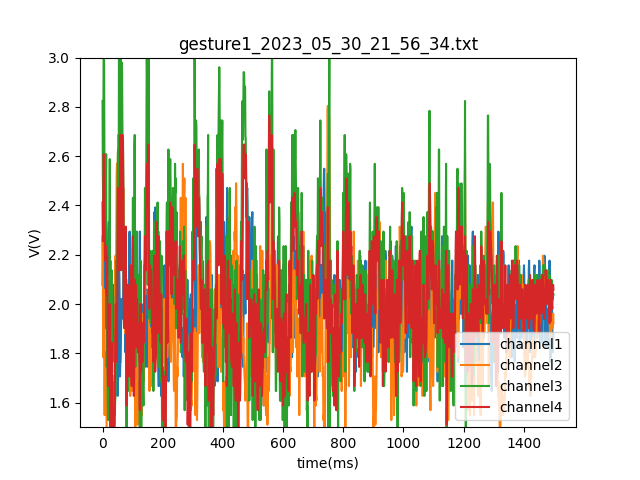 gesture1_2023_05_30_21_56_34.txt
V(V)
3.0
2.8
2.6
2.4
2.2
2.0
1.8
1.6
channel1
channel2
channel3
channel4
0 200 400 600 800 1000 1200 1400
time(ms)